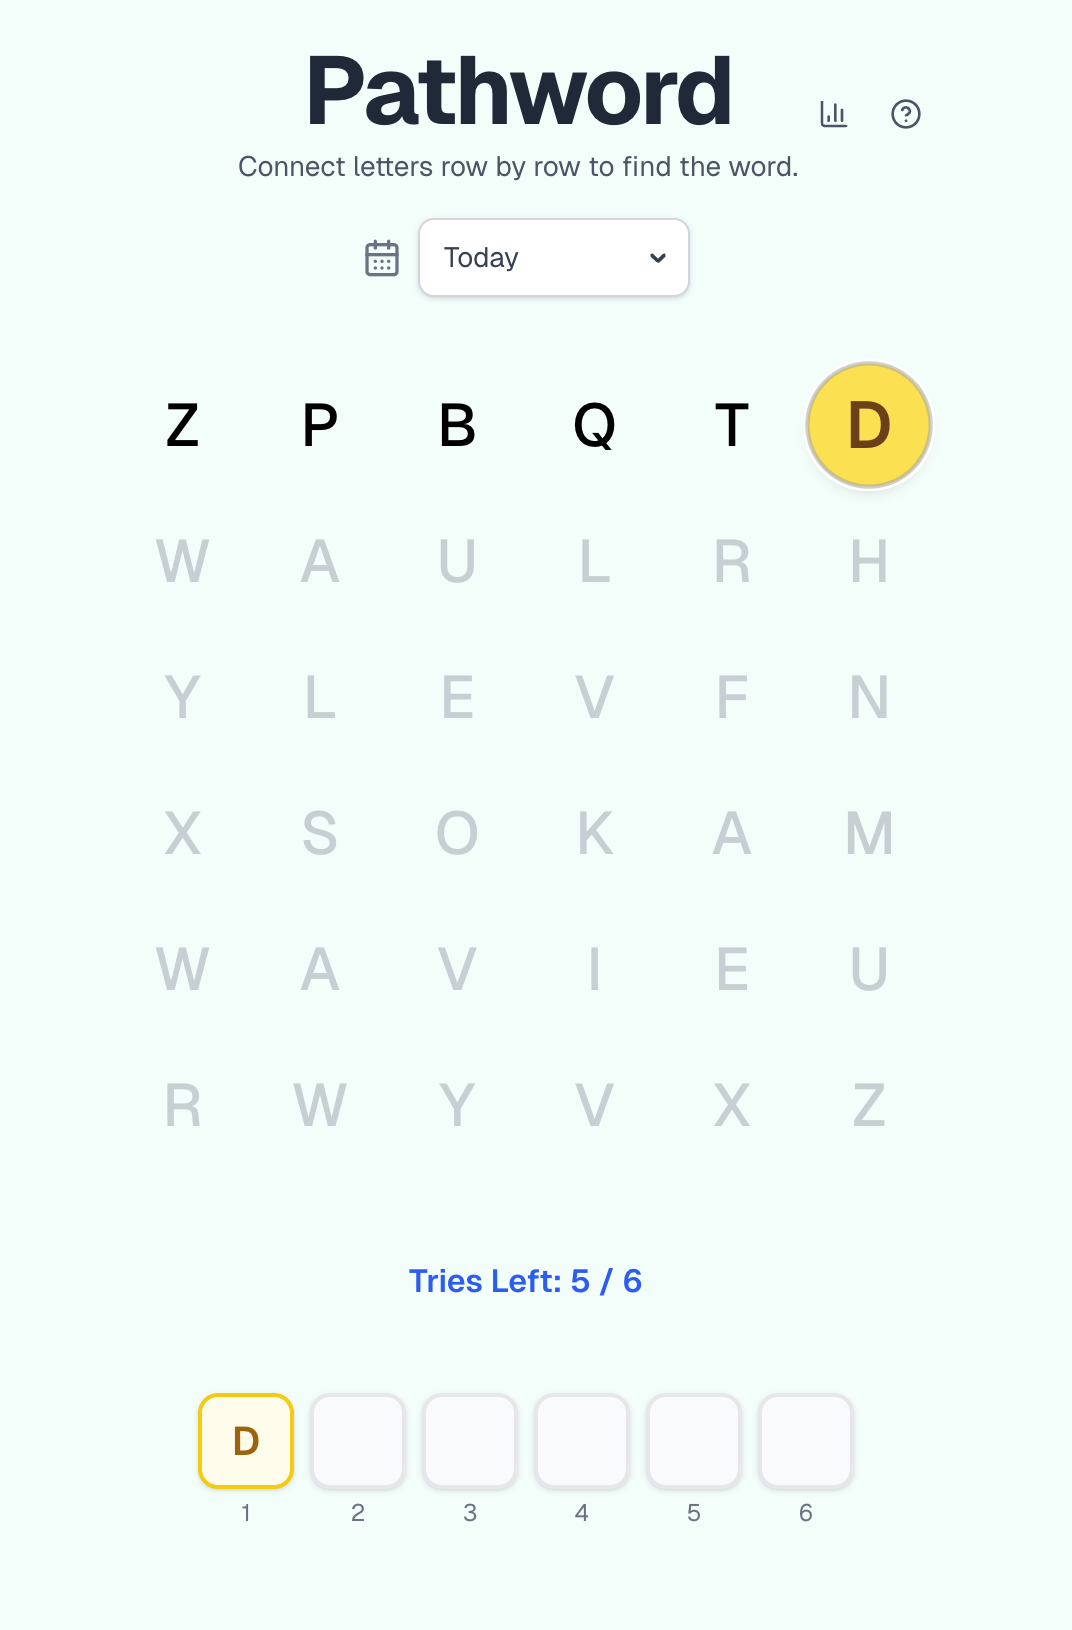 Pathword
Connect letters row by row to find the word.
Today
Z P B Q T D
W A U L R H
Y L E V F N
X S O K A M
W A V I E U
R W Y V X Z
Tries Left: 5 / 6
D
1 2 3 4 5 6